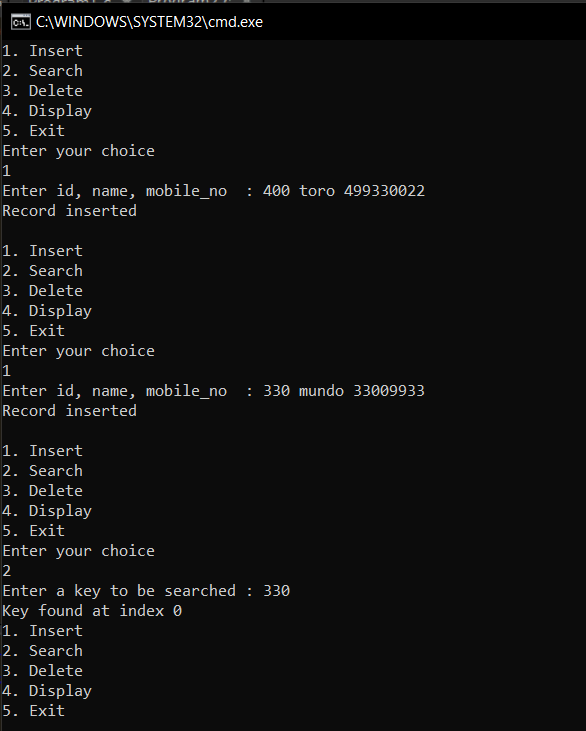 C:\WINDOWS\SYSTEM32\cmd.exe
1. Insert
2. Search
3. Delete
4. Display
5. Exit
Enter your choice
1
Enter id, name, mobile_no  : 400 toro 499330022
Record inserted
1. Insert
2. Search
3. Delete
4. Display
5. Exit
Enter your choice
1
Enter id, name, mobile_no  : 330 mundo 33009933
Record inserted
1. Insert
2. Search
3. Delete
4. Display
5. Exit
Enter your choice
2
Enter a key to be searched : 330
Key found at index 0
1. Insert
2. Search
3. Delete
4. Display
5. Exit